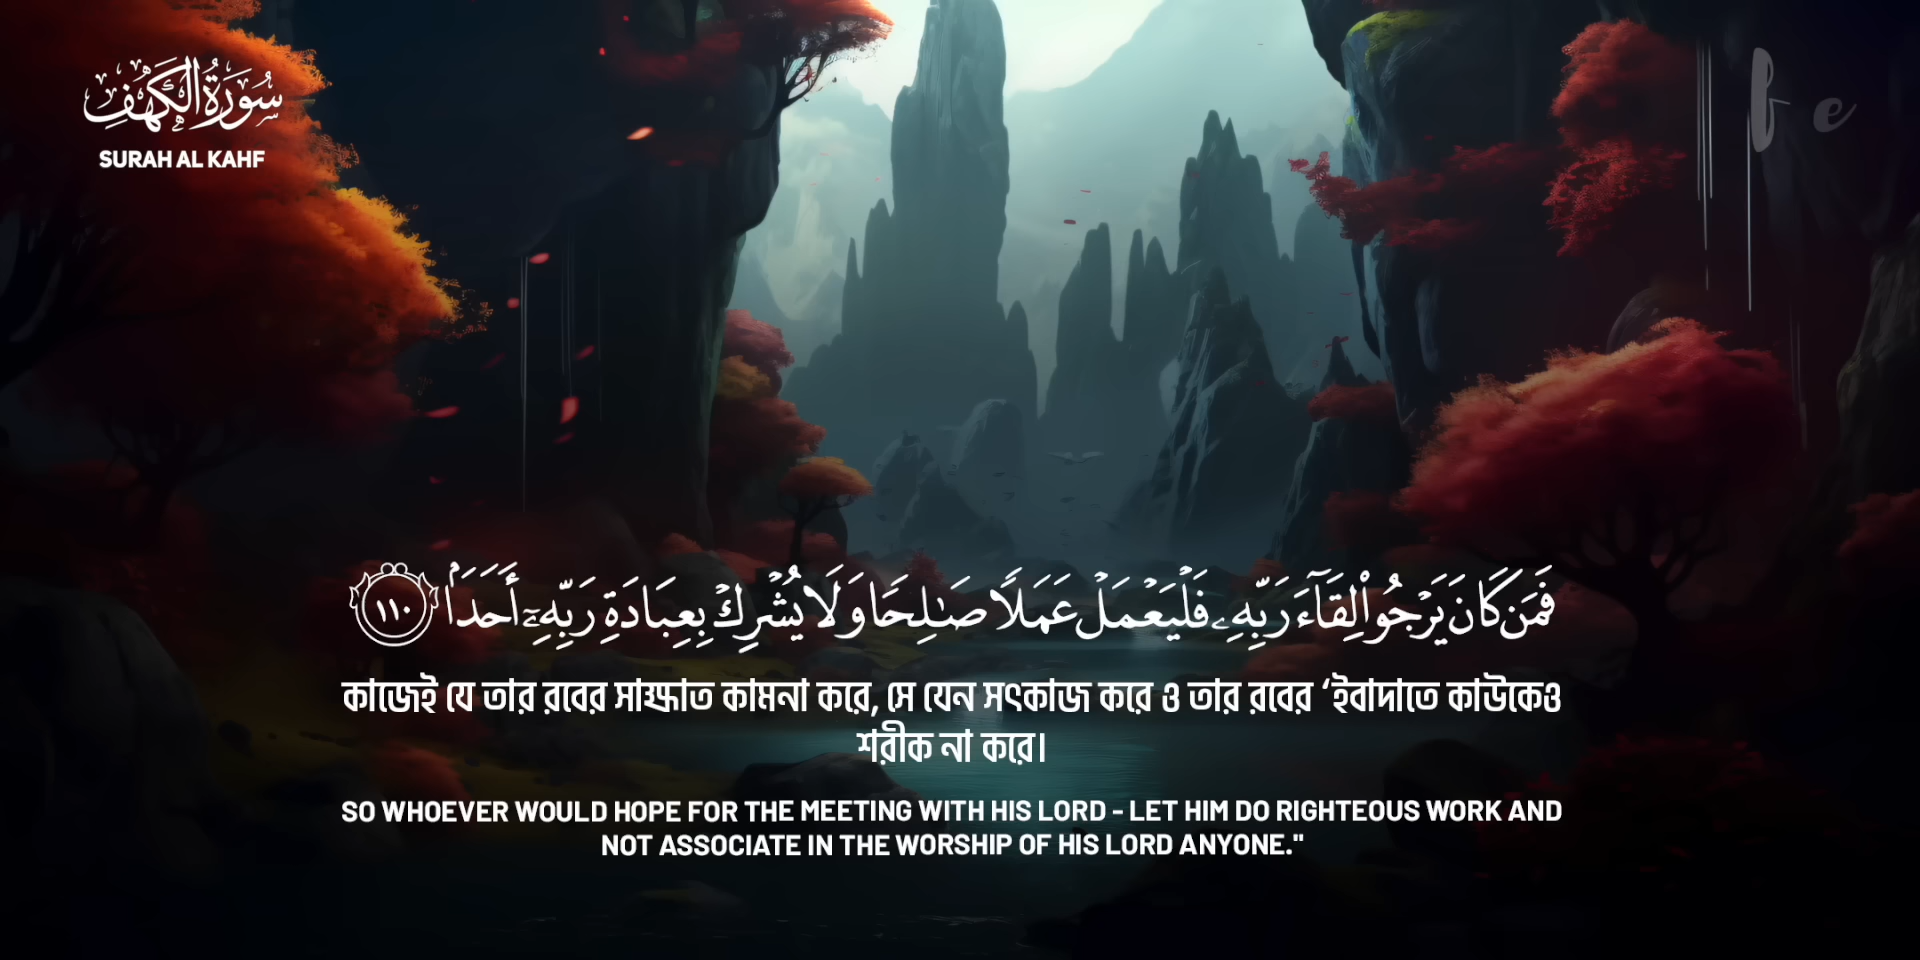 سُورَةُ الْكَهْفِ
SURAH AL KAHF
be
فَمَن كَانَ يَرْجُوا۟ لِقَآءَ رَبِّهِۦ فَلْيَعْمَلْ عَمَلًا صَـٰلِحًا وَلَا يُشْرِكْ بِعِبَادَةِ رَبِّهِۦٓ أَحَدَۢا ١١٠
কাজেই যে তার রবের সাক্ষাত কামনা করে, সে যেন সৎকাজ করে ও তার রবের ‘ইবাদাতে কাউকেও
শরীক না করে।
SO WHOEVER WOULD HOPE FOR THE MEETING WITH HIS LORD - LET HIM DO RIGHTEOUS WORK AND
NOT ASSOCIATE IN THE WORSHIP OF HIS LORD ANYONE."